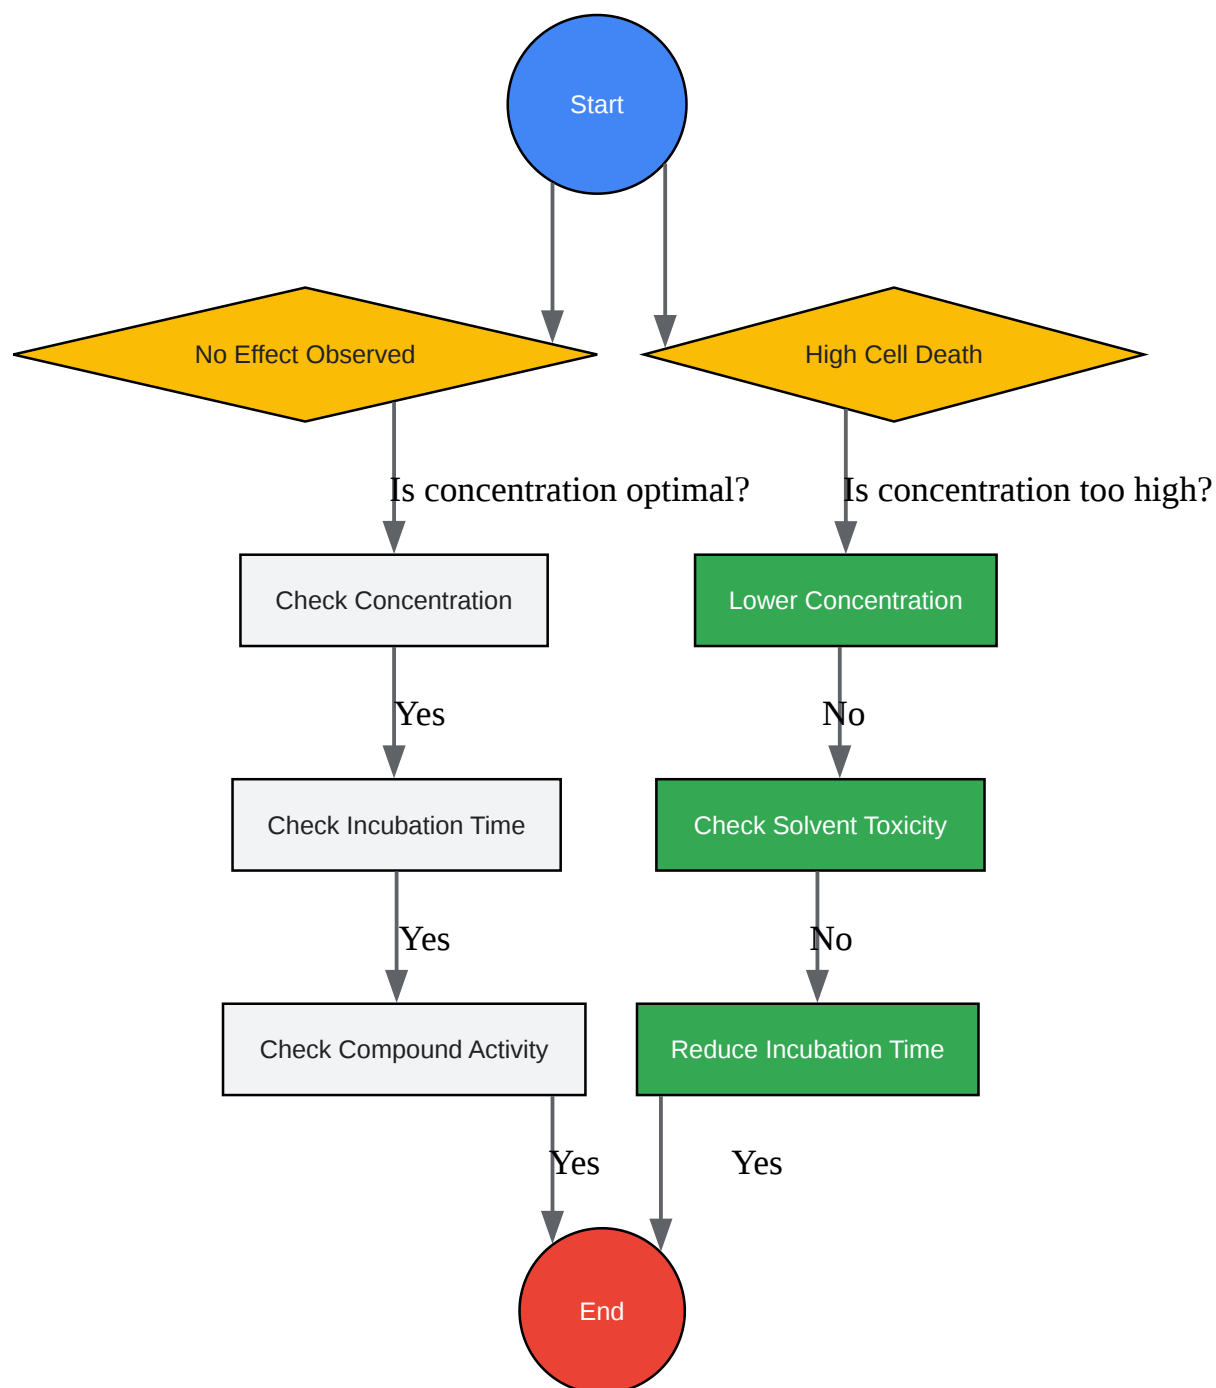 Start
No Effect Observed
High Cell Death
Is concentration optimal?
Is concentration too high?
Check Concentration
Lower Concentration
Yes
No
Check Incubation Time
Check Solvent Toxicity
Yes
No
Check Compound Activity
Reduce Incubation Time
Yes
Yes
End